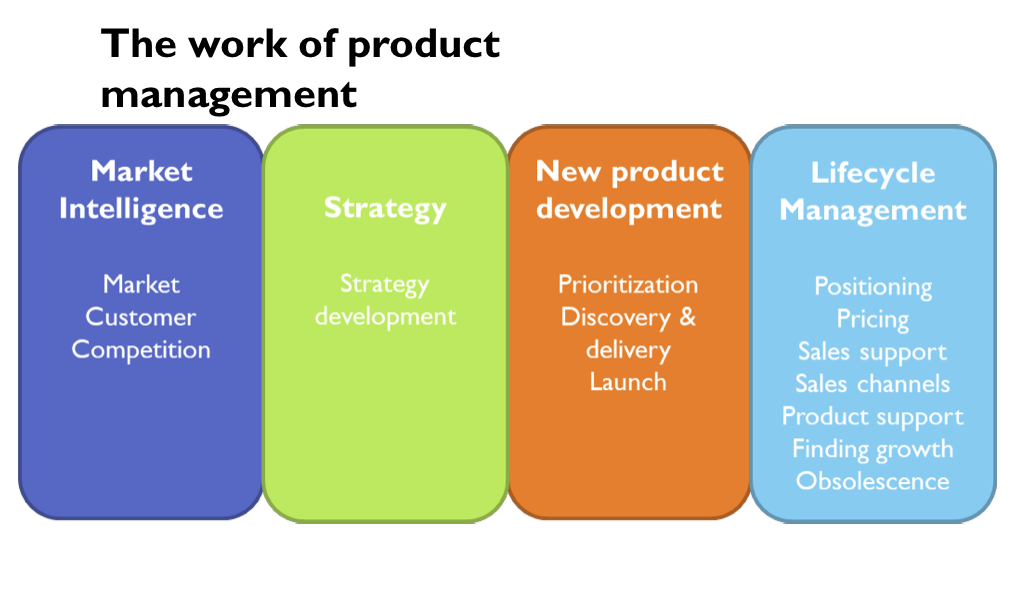 The work of product
management
Market
Intelligence
Market
Customer
Competition
Strategy
Strategy
development
New product
development
Prioritization
Discovery &
delivery
Launch
Lifecycle
Management
Positioning
Pricing
Sales support
Sales channels
Product support
Finding growth
Obsolescence